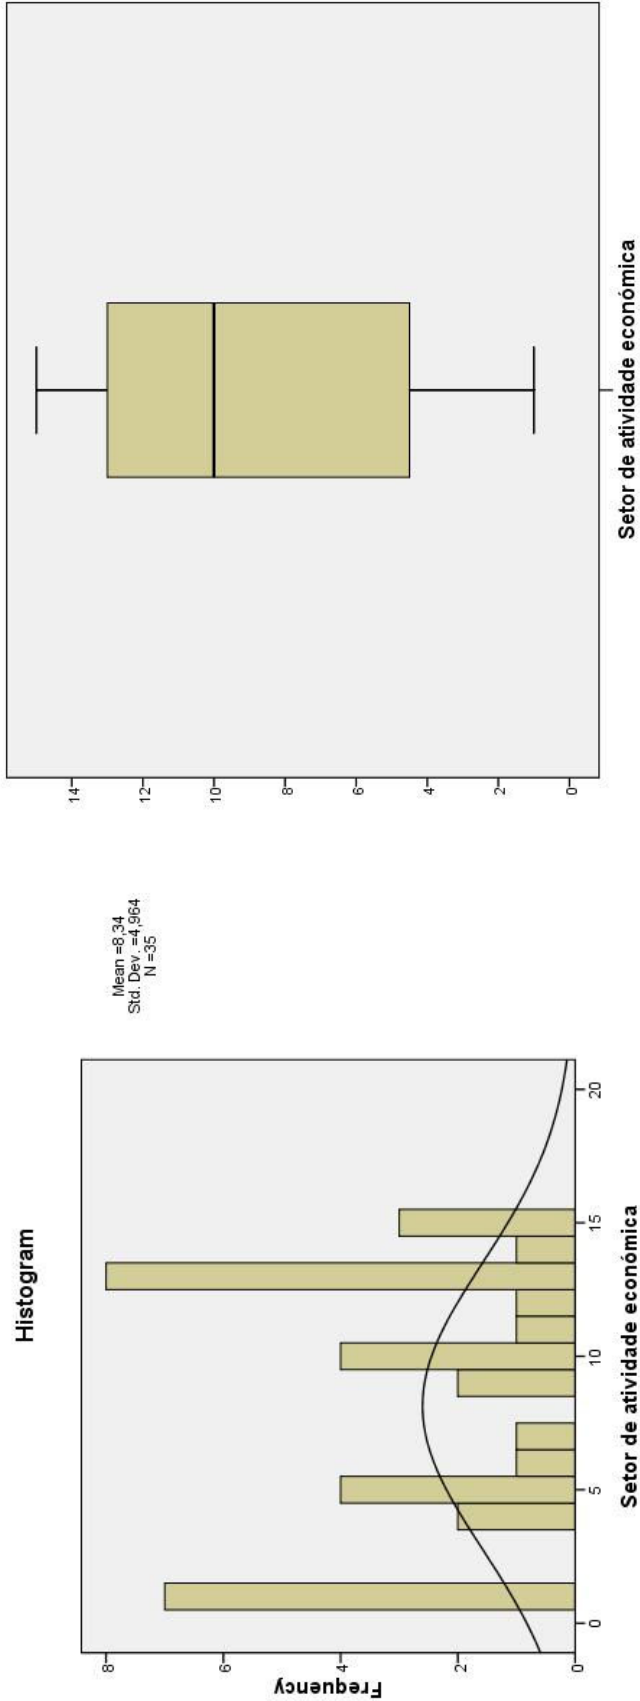 Histogram
Frequency
8
6
4
2
0
0
5
10
15
20
Setor de atividade económica
Mean =8,34
Std. Dev. =4,964
N =35
14
12
10
8
6
4
2
0
Setor de atividade económica